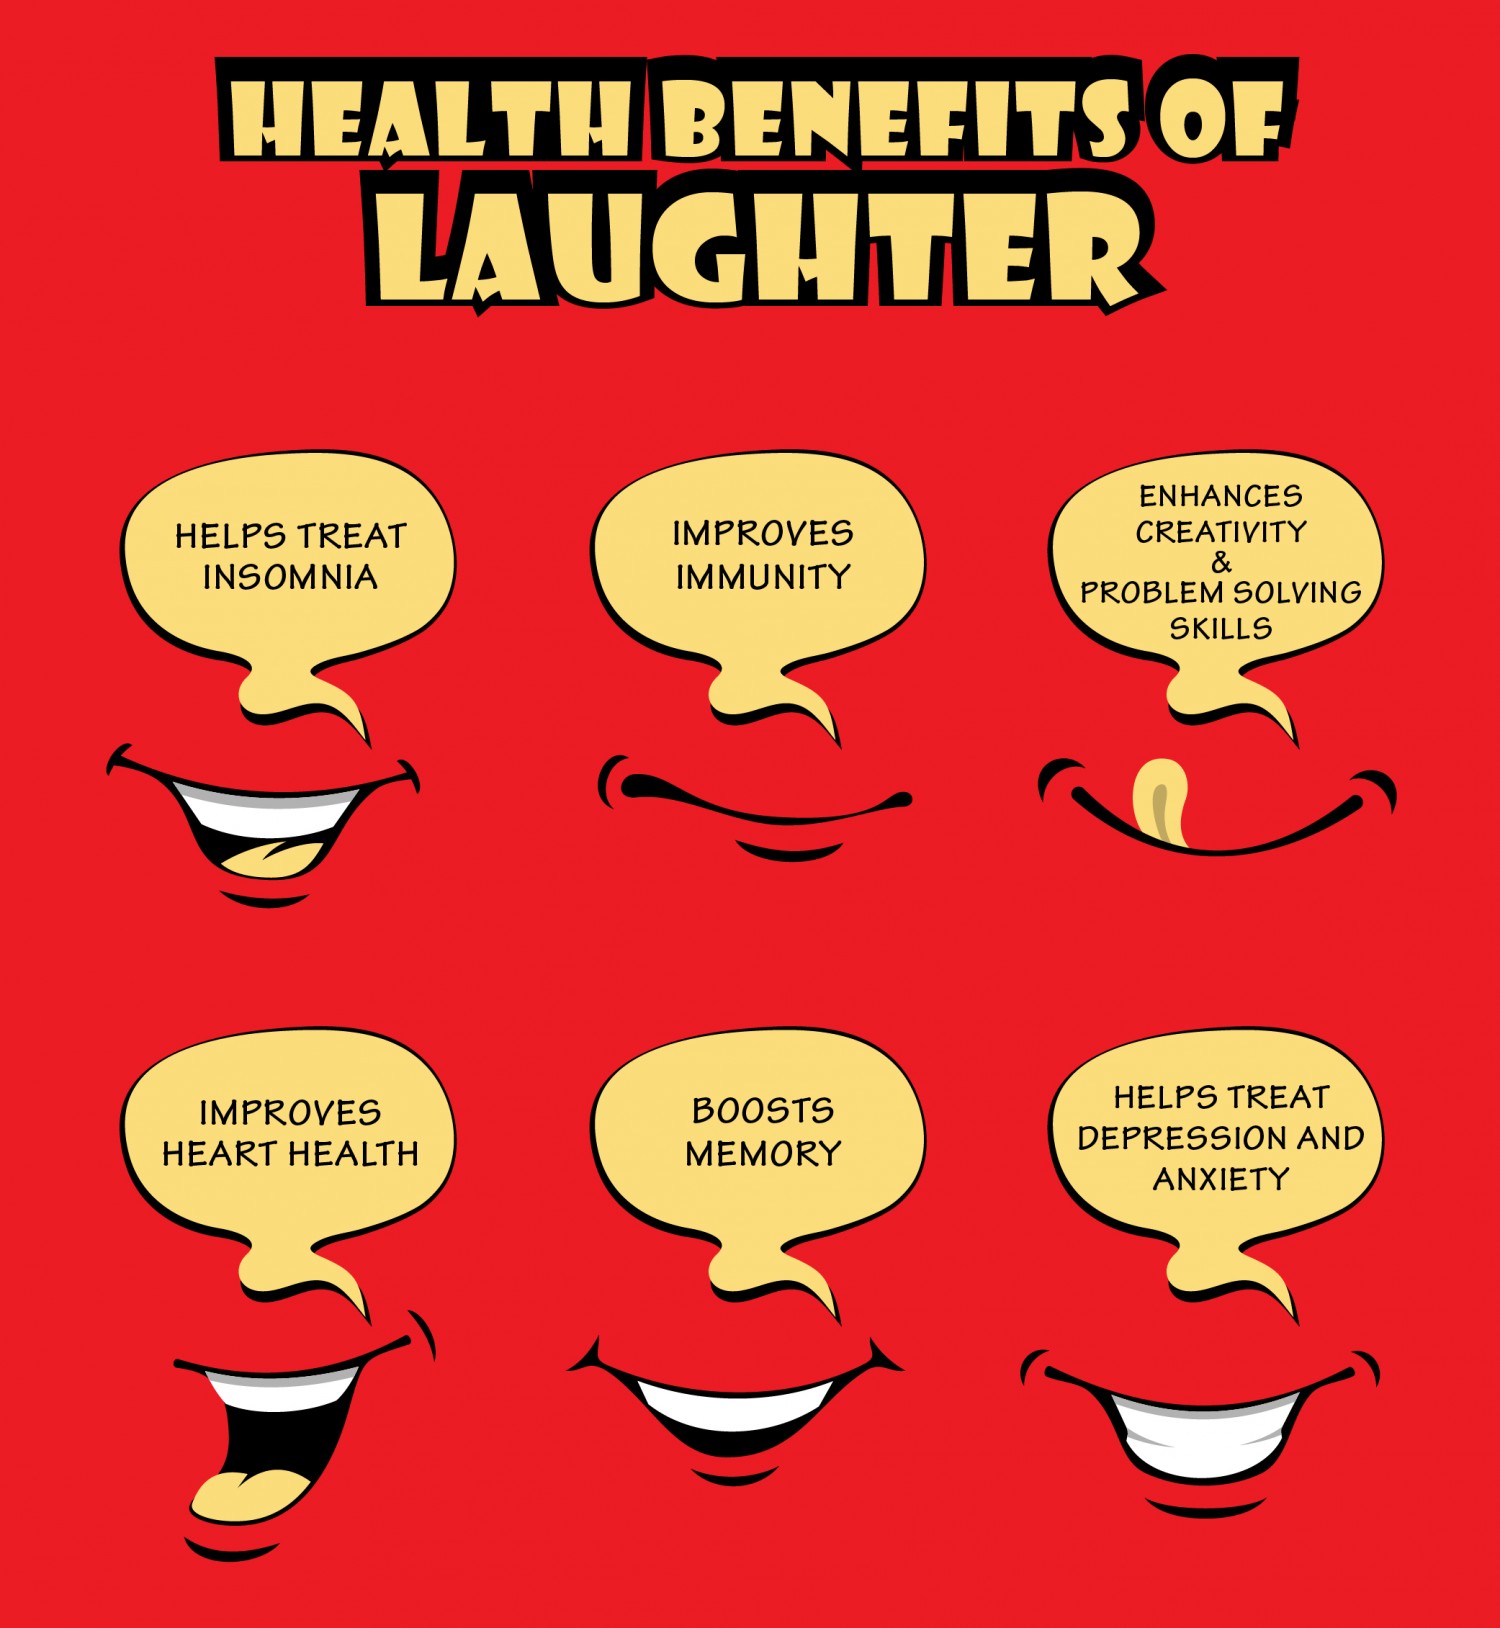 HEALTH BENEFITS OF
LAUGHTER
HELPS TREAT
INSOMNIA
IMPROVES
IMMUNITY
ENHANCES
CREATIVITY
&
PROBLEM SOLVING
SKILLS
IMPROVES
HEART HEALTH
BOOSTS
MEMORY
HELPS TREAT
DEPRESSION AND
ANXIETY